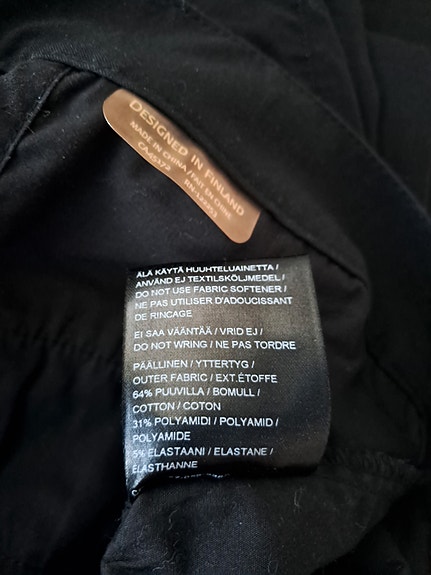 DESIGNED IN FINLAND
MADE IN CHINA / FAIT EN CHINE
CA45172
ÄLÄ KÄYTÄ HUUHTELUAINETTA /
ANVÄND EJ TEXTILSKÖLJMEDEL /
DO NOT USE FABRIC SOFTENER /
NE PAS UTILISER D'ADOUCISSANT
DE RINCAGE
EI SAA VÄÄNTÄÄ / VRID EJ /
DO NOT WRING / NE PAS TORDRE
PÄÄLLINEN / YTTERTYG /
OUTER FABRIC / EXT.ÉTOFFE
64% PUUVILLA / BOMULL /
COTTON / COTON
31% POLYAMIDI / POLYAMID /
POLYAMIDE
5% ELASTAANI / ELASTANE /
ELASTHANNE